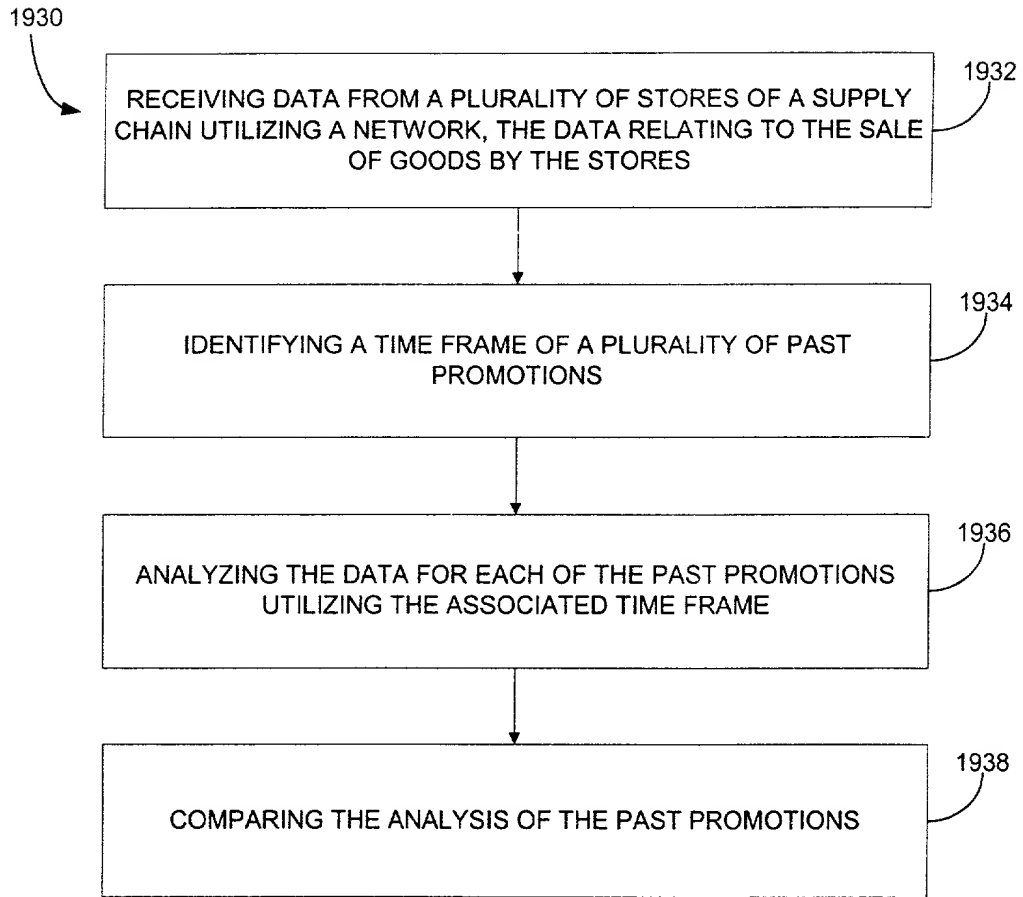 1930
1932
RECEIVING DATA FROM A PLURALITY OF STORES OF A SUPPLY
CHAIN UTILIZING A NETWORK, THE DATA RELATING TO THE SALE
OF GOODS BY THE STORES
1934
IDENTIFYING A TIME FRAME OF A PLURALITY OF PAST
PROMOTIONS
1936
ANALYZING THE DATA FOR EACH OF THE PAST PROMOTIONS
UTILIZING THE ASSOCIATED TIME FRAME
1938
COMPARING THE ANALYSIS OF THE PAST PROMOTIONS